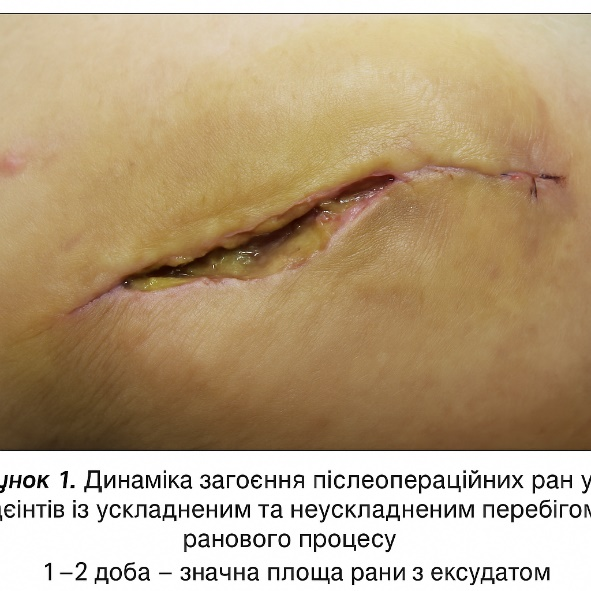 унок 1. Динаміка загоєння післеопераційних ран у
дєінтів із ускладненим та неускладненим перебігом
ранового процесу
1–2 доба – значна площа рани з ексудатом